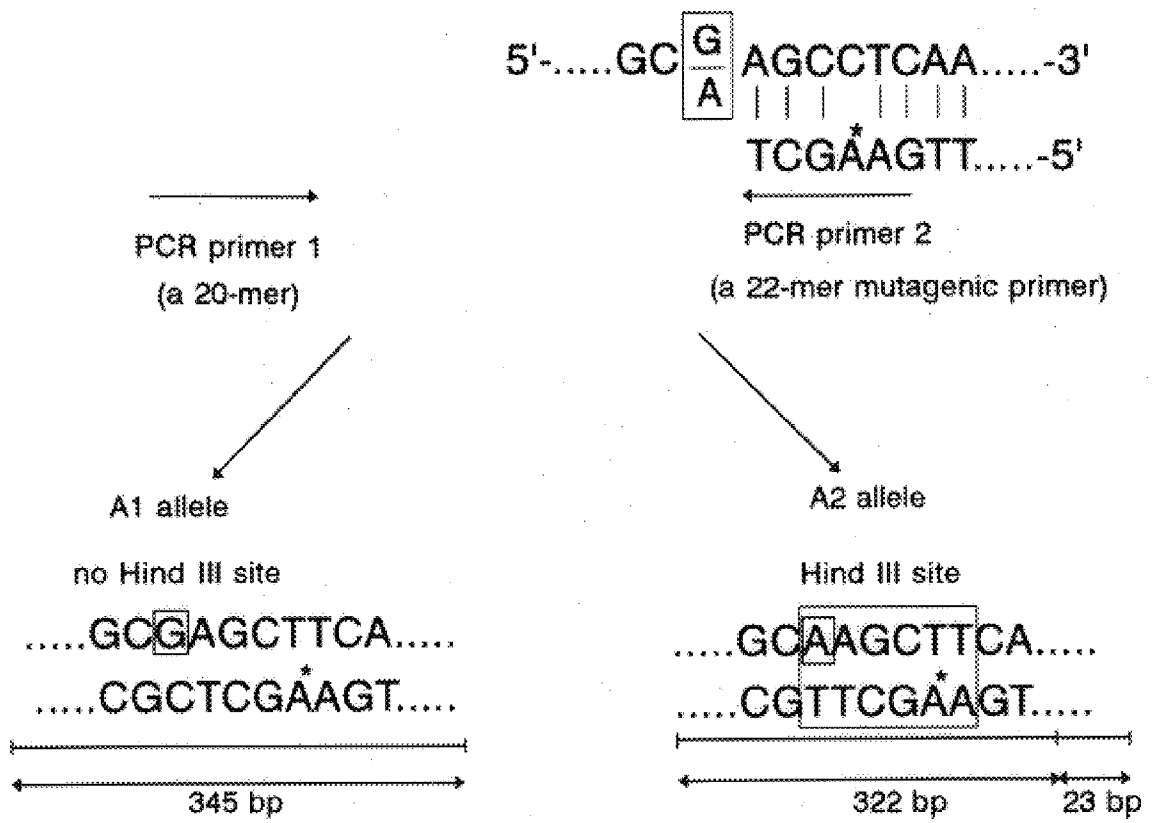 5'-.....GC G AGCCTCAA.....-3'
A
*
TCGAAGTT.....-5'
PCR primer 1
(a 20-mer)
PCR primer 2
(a 22-mer mutagenic primer)
A1 allele
no Hind III site
.....GCGAGCTTCA.....
*
.....CGCTCGAAGT.....
345 bp
A2 allele
Hind III site
.....GCAAGCTTCA.....
*
.....CGTTCGAAGT.....
322 bp
23 bp